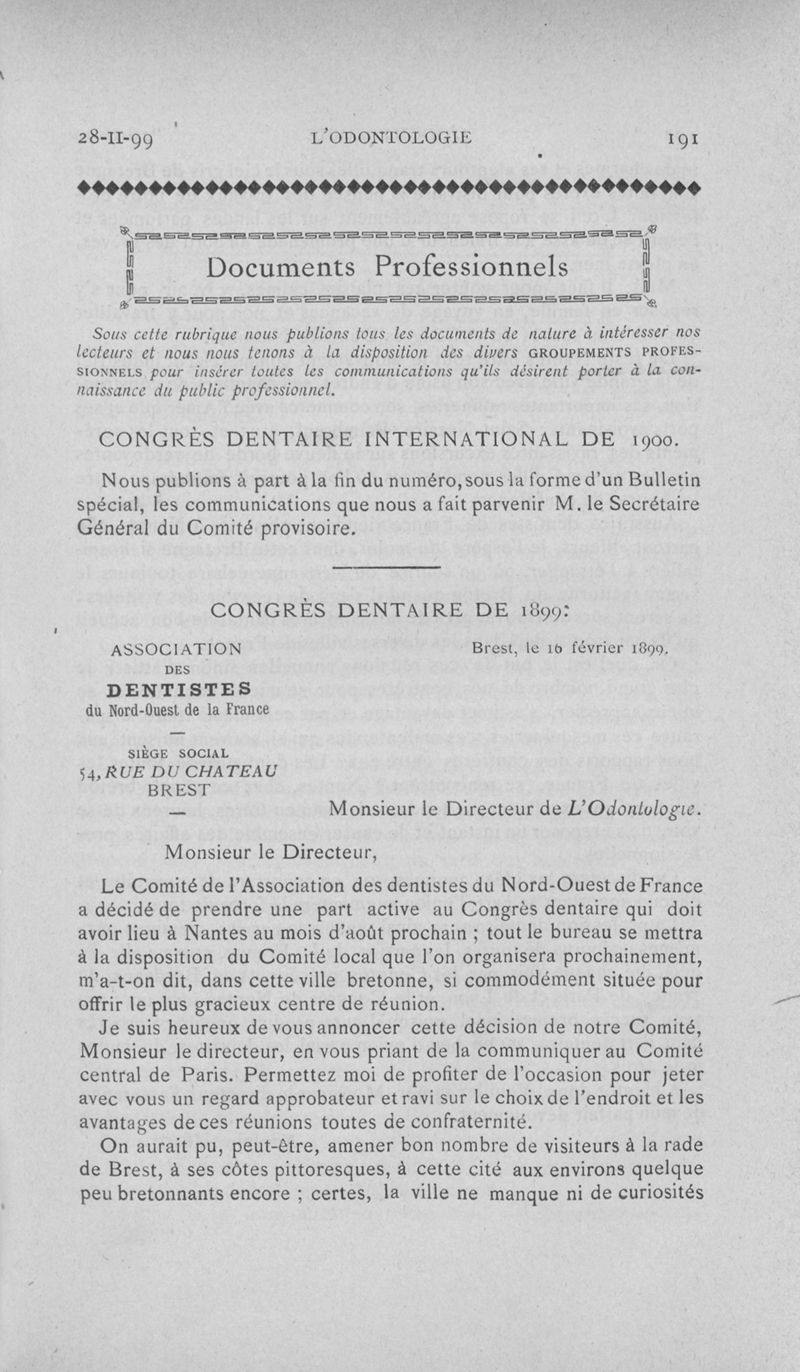 28-II-99
L'ODONTOLOGIE
191
Documents Professionnels
Sous cette rubrique nous publions tous les documents de nature à intéresser nos
lecteurs et nous nous tenons à la disposition des divers GROUPEMENTS PROFES-
SIONNELS pour insérer toutes les communications qu'ils désirent porter à la con-
naissance du public professionnel.
CONGRÈS DENTAIRE INTERNATIONAL DE 1900.
Nous publions à part à la fin du numéro, sous la forme d'un Bulletin
spécial, les communications que nous a fait parvenir M. le Secrétaire
Général du Comité provisoire.
CONGRÈS DENTAIRE DE 1899:
ASSOCIATION
DES
DENTISTES
du Nord-Ouest de la France
Brest, le 16 février 1899.
SIÈGE SOCIAL
54, RUE DU CHATEAU
BREST
Monsieur le Directeur de L'Odontologie.
Monsieur le Directeur,
Le Comité de l'Association des dentistes du Nord-Ouest de France
a décidé de prendre une part active au Congrès dentaire qui doit
avoir lieu à Nantes au mois d'août prochain ; tout le bureau se mettra
à la disposition du Comité local que l'on organisera prochainement,
m'a-t-on dit, dans cette ville bretonne, si commodément située pour
offrir le plus gracieux centre de réunion.
Je suis heureux de vous annoncer cette décision de notre Comité,
Monsieur le directeur, en vous priant de la communiquer au Comité
central de Paris. Permettez moi de profiter de l'occasion pour jeter
avec vous un regard approbateur et ravi sur le choix de l'endroit et les
avantages de ces réunions toutes de confraternité.
On aurait pu, peut-être, amener bon nombre de visiteurs à la rade
de Brest, à ses côtes pittoresques, à cette cité aux environs quelque
peu bretonnants encore ; certes, la ville ne manque ni de curiosités